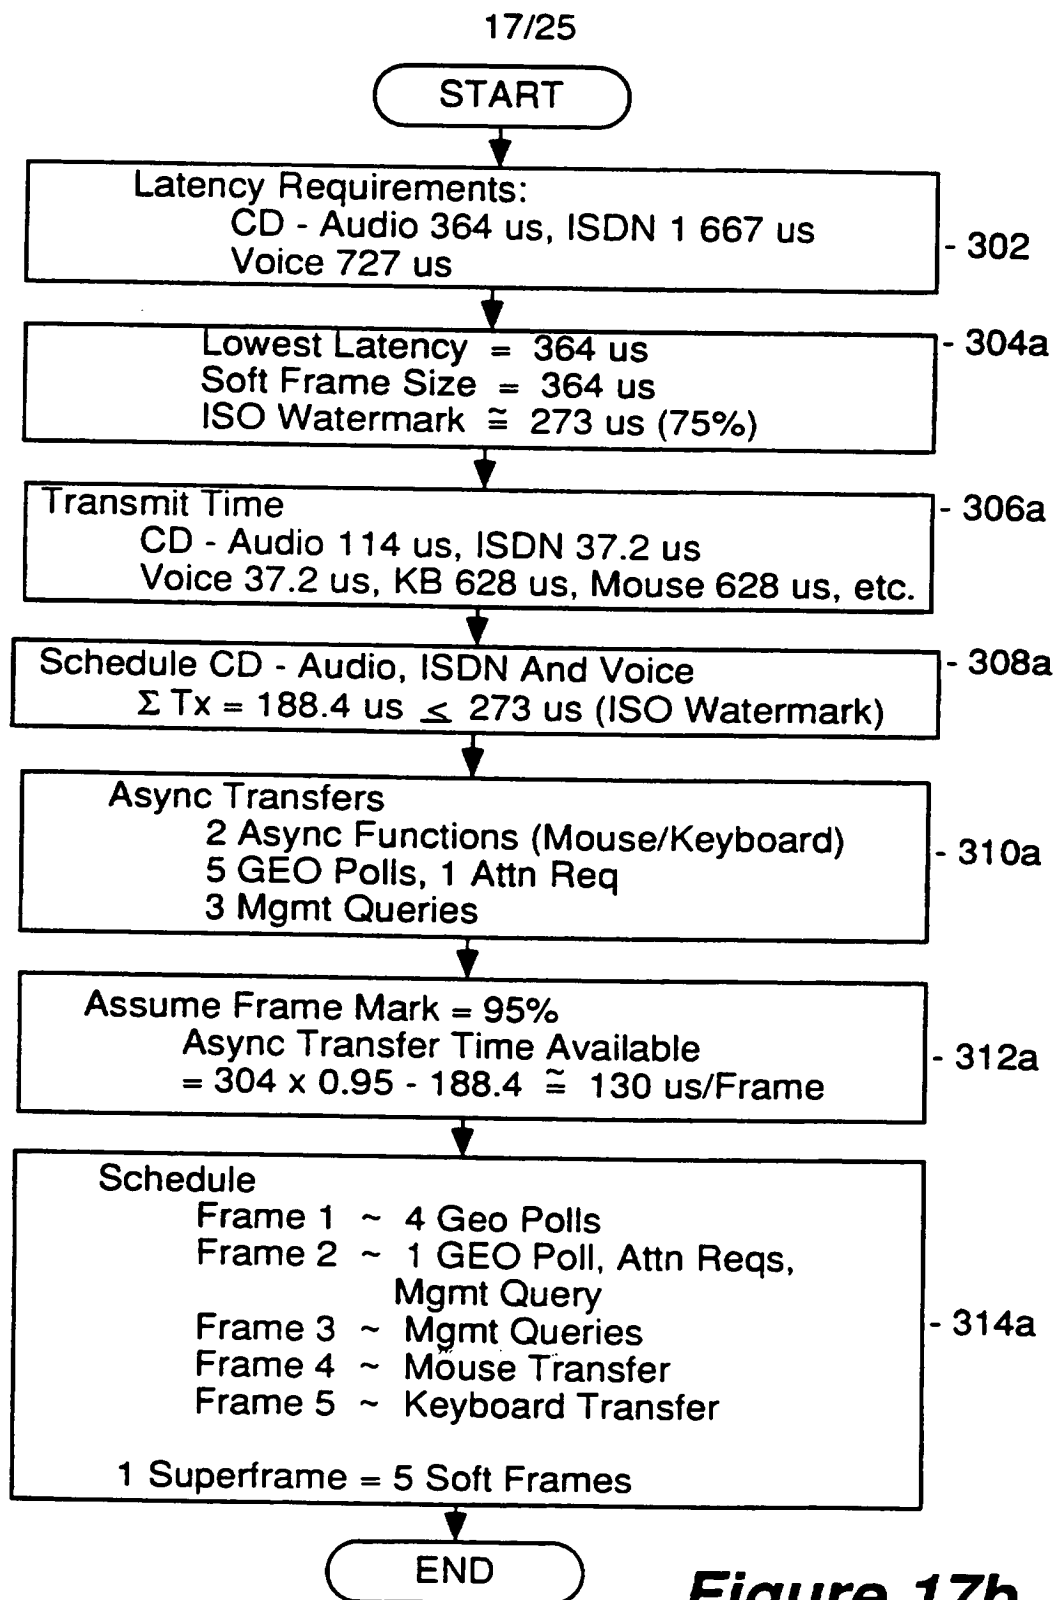 17/25
START
Latency Requirements:
CD - Audio 364 us, ISDN 1 667 us
Voice 727 us
- 302
Lowest Latency = 364 us
Soft Frame Size = 364 us
ISO Watermark ≅ 273 us (75%)
- 304a
Transmit Time
CD - Audio 114 us, ISDN 37.2 us
Voice 37.2 us, KB 628 us, Mouse 628 us, etc.
- 306a
Schedule CD - Audio, ISDN And Voice
Σ Tx = 188.4 us ≤ 273 us (ISO Watermark)
- 308a
Async Transfers
2 Async Functions (Mouse/Keyboard)
5 GEO Polls, 1 Attn Req
3 Mgmt Queries
- 310a
Assume Frame Mark = 95%
Async Transfer Time Available
= 304 x 0.95 - 188.4 ≅ 130 us/Frame
- 312a
Schedule
Frame 1 ~ 4 Geo Polls
Frame 2 ~ 1 GEO Poll, Attn Reqs,
Mgmt Query
Frame 3 ~ Mgmt Queries
Frame 4 ~ Mouse Transfer
Frame 5 ~ Keyboard Transfer
1 Superframe = 5 Soft Frames
- 314a
END
Figure 17b